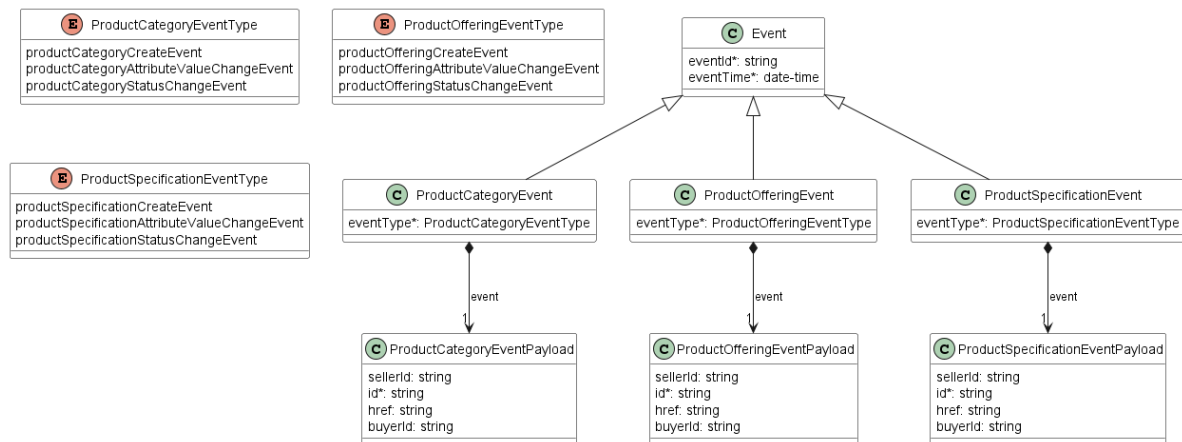 E ProductCategoryEventType
productCategoryCreateEvent
productCategoryAttributeValueChangeEvent
productCategoryStatusChangeEvent
E ProductOfferingEventType
productOfferingCreateEvent
productOfferingAttributeValueChangeEvent
productOfferingStatusChangeEvent
C Event
eventId*: string
eventTime*: date-time
E ProductSpecificationEventType
productSpecificationCreateEvent
productSpecificationAttributeValueChangeEvent
productSpecificationStatusChangeEvent
C ProductCategoryEvent
eventType*: ProductCategoryEventType
C ProductOfferingEvent
eventType*: ProductOfferingEventType
C ProductSpecificationEvent
eventType*: ProductSpecificationEventType
event
1
event
1
event
1
C ProductCategoryEventPayload
sellerId: string
id*: string
href: string
buyerId: string
C ProductOfferingEventPayload
sellerId: string
id*: string
href: string
buyerId: string
C ProductSpecificationEventPayload
sellerId: string
id*: string
href: string
buyerId: string